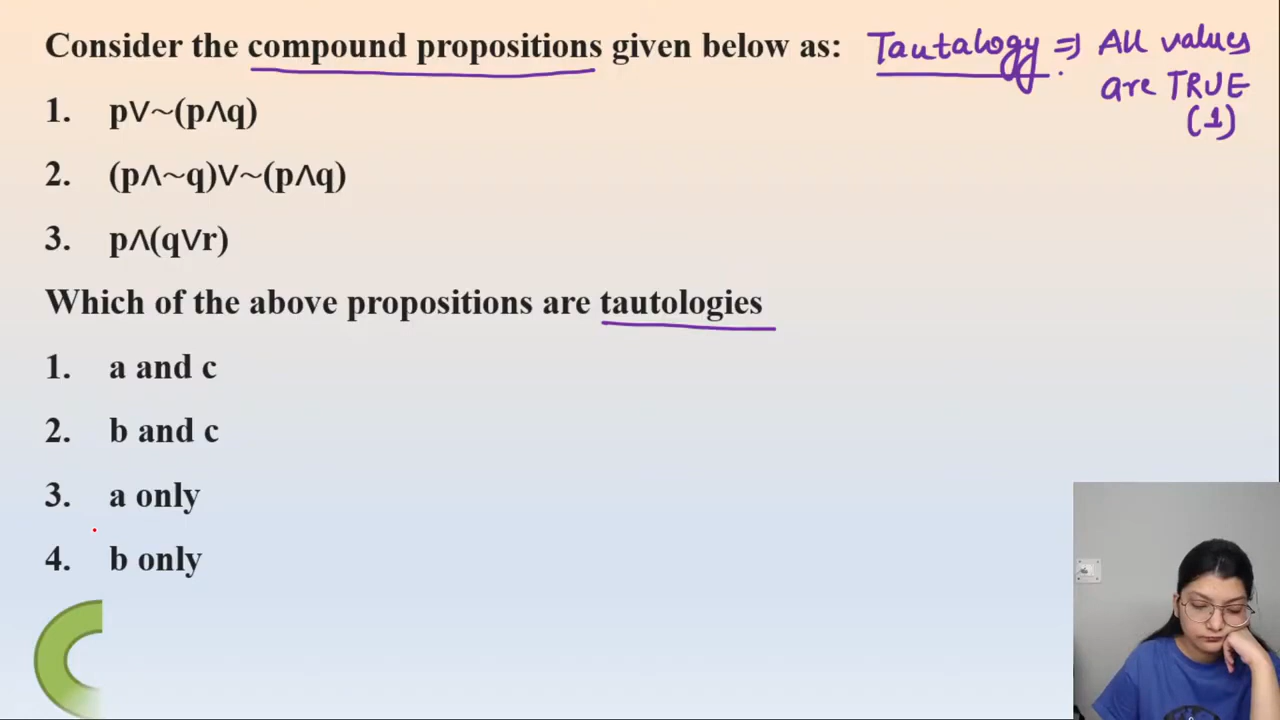 Consider the compound propositions given below as:
Tautalogy => All values
are TRUE
(1)
1. p∨~(p∧q)
2. (p∧~q)∨~(p∧q)
3. p∧(q∨r)
Which of the above propositions are tautologies
1. a and c
2. b and c
3. a only
4. b only